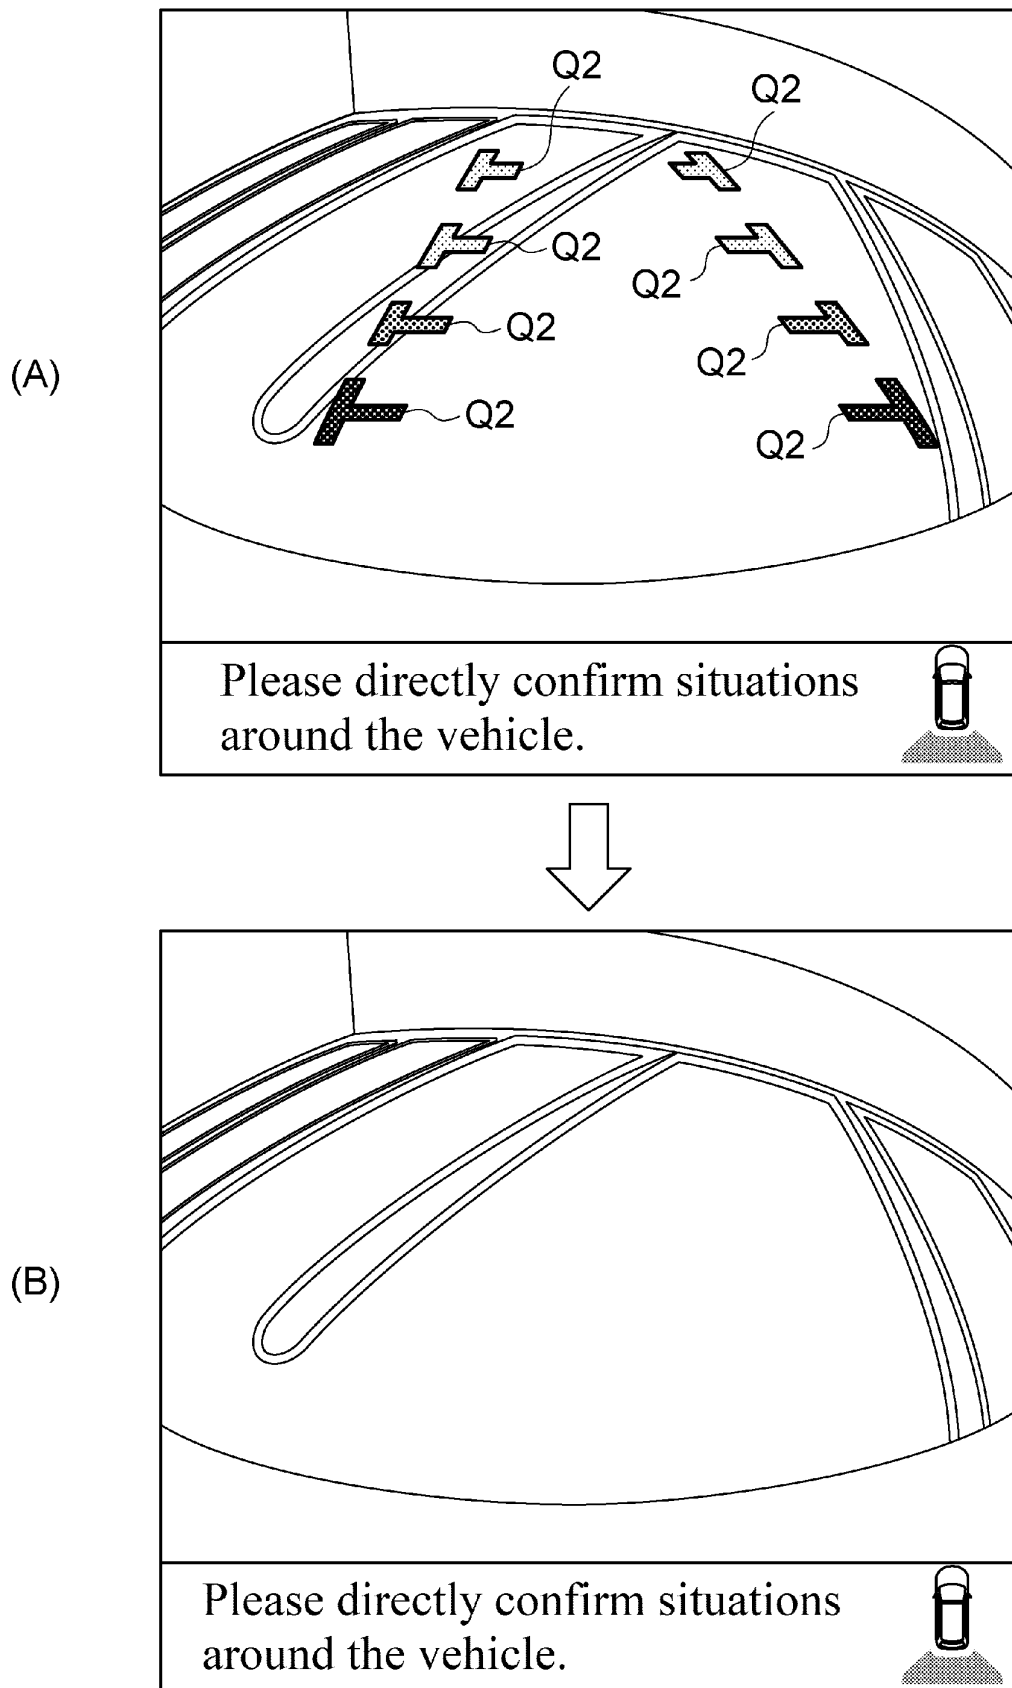 Q2
Q2
Q2
Q2
Q2
Q2
(A)
Q2
Q2
Please directly confirm situations
around the vehicle.
(B)
Please directly confirm situations
around the vehicle.